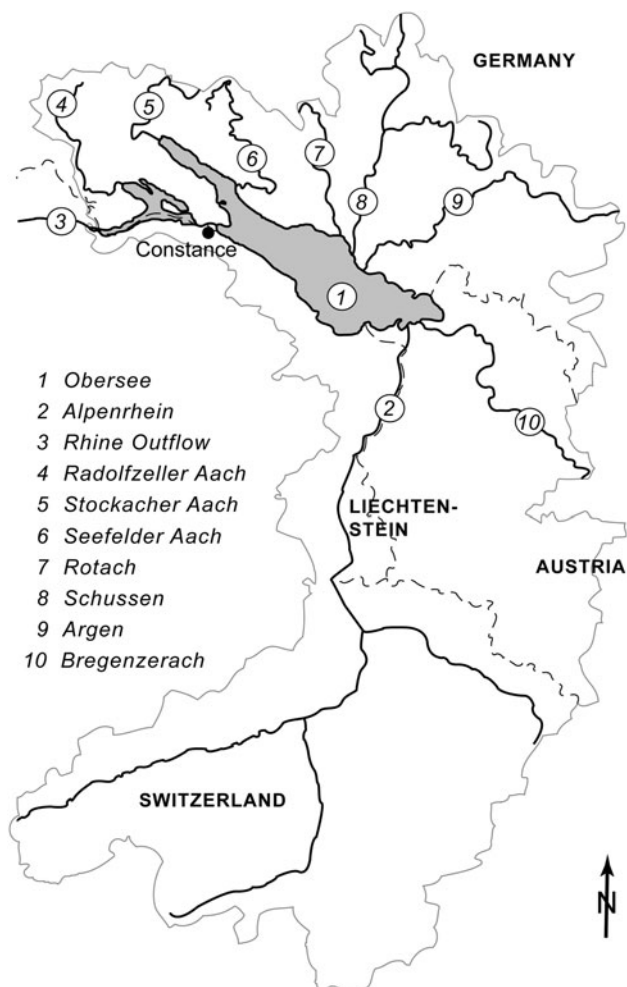 GERMANY
4
5
6
7
8
9
3
Constance
1
1 Obersee
2 Alpenrhein
3 Rhine Outflow
4 Radolfzeller Aach
5 Stockacher Aach
6 Seefelder Aach
7 Rotach
8 Schussen
9 Argen
10 Bregenzerach
2
10
LIECHTEN-
STEIN
AUSTRIA
SWITZERLAND
N